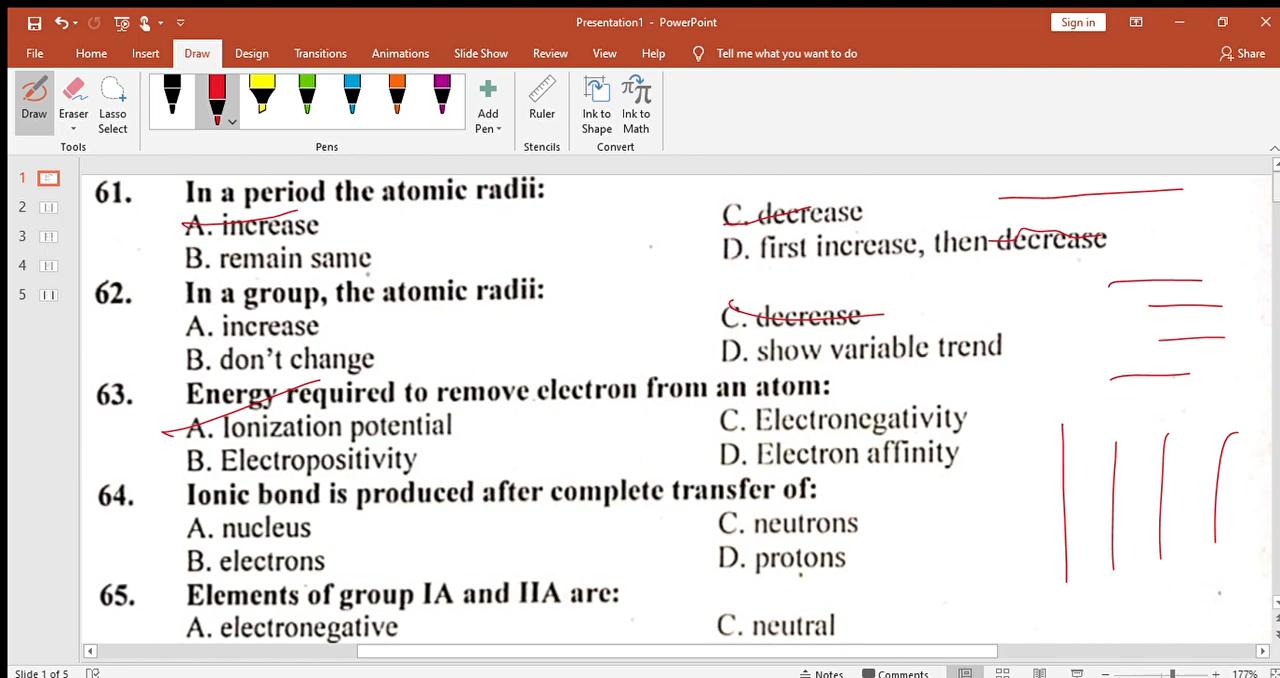 Presentation1 - PowerPoint
Sign in
File Home Insert Draw Design Transitions Animations Slide Show Review View Help Tell me what you want to do Share
Draw Eraser Lasso Select Add Pen Ruler Ink to Shape Ink to Math
Tools Pens Stencils Convert
1
2
3
4
5
61. In a period the atomic radii:
A. increase C. decrease
B. remain same D. first increase, then decrease
62. In a group, the atomic radii:
A. increase C. decrease
B. don't change D. show variable trend
63. Energy required to remove electron from an atom:
A. Ionization potential C. Electronegativity
B. Electropositivity D. Electron affinity
64. Ionic bond is produced after complete transfer of:
A. nucleus C. neutrons
B. electrons D. protons
65. Elements of group IA and IIA are:
A. electronegative C. neutral
Slide 1 of 5 Notes Comments 177%